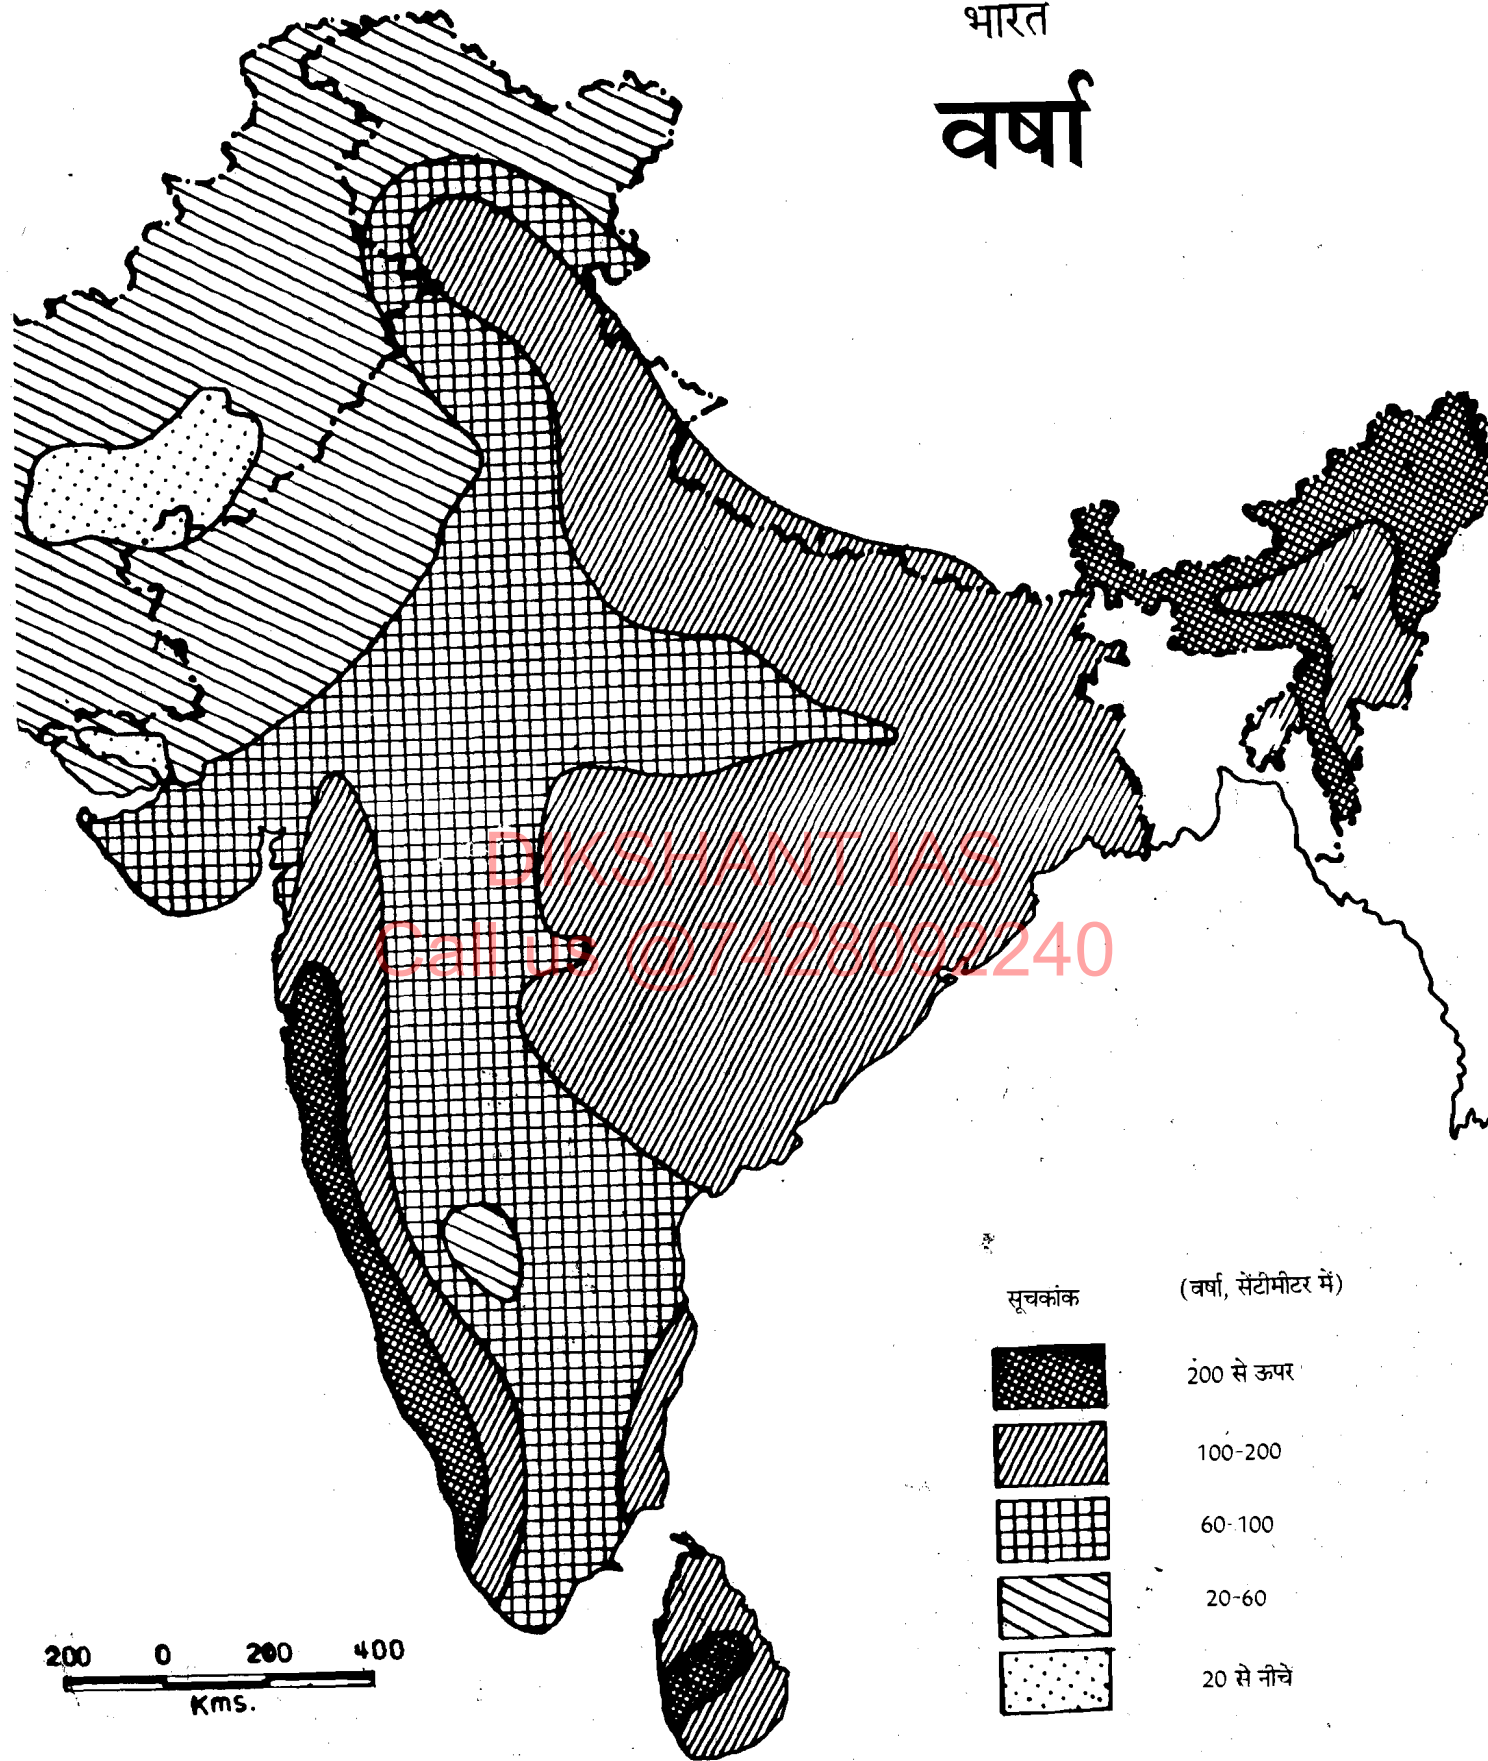 भारत
वर्षा
DIKSHANT IAS
Call us @7428092240
सूचकांक
(वर्षा, सेंटीमीटर में)
200 से ऊपर
100-200
60-100
20-60
20 से नीचे
200 0 200 400
Kms.